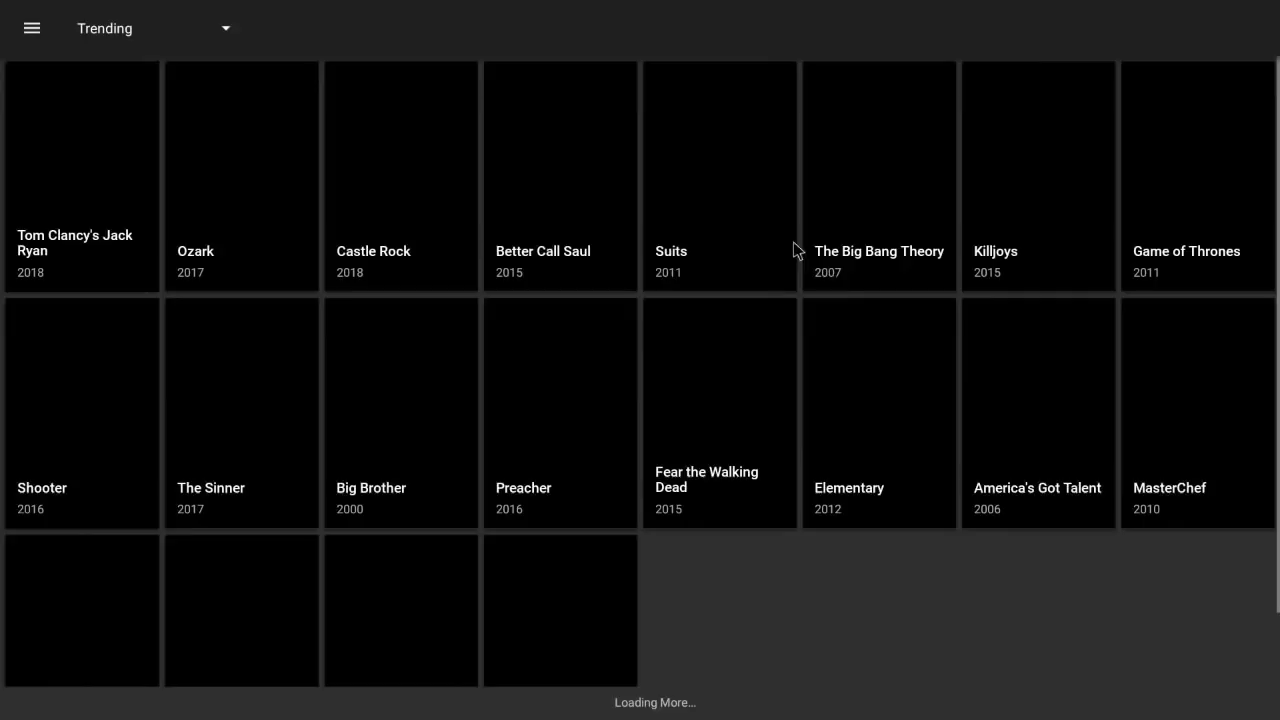 Trending
Tom Clancy's Jack
Ryan
2018
Ozark
2017
Castle Rock
2018
Better Call Saul
2015
Suits
2011
The Big Bang Theory
2007
Killjoys
2015
Game of Thrones
2011
Shooter
2016
The Sinner
2017
Big Brother
2000
Preacher
2016
Fear the Walking
Dead
2015
Elementary
2012
America's Got Talent
2006
MasterChef
2010
Loading More...